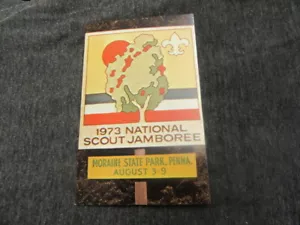 1973 NATIONAL
SCOUT JAMBOREE
MORAINE STATE PARK, PENNA.
AUGUST 3-9